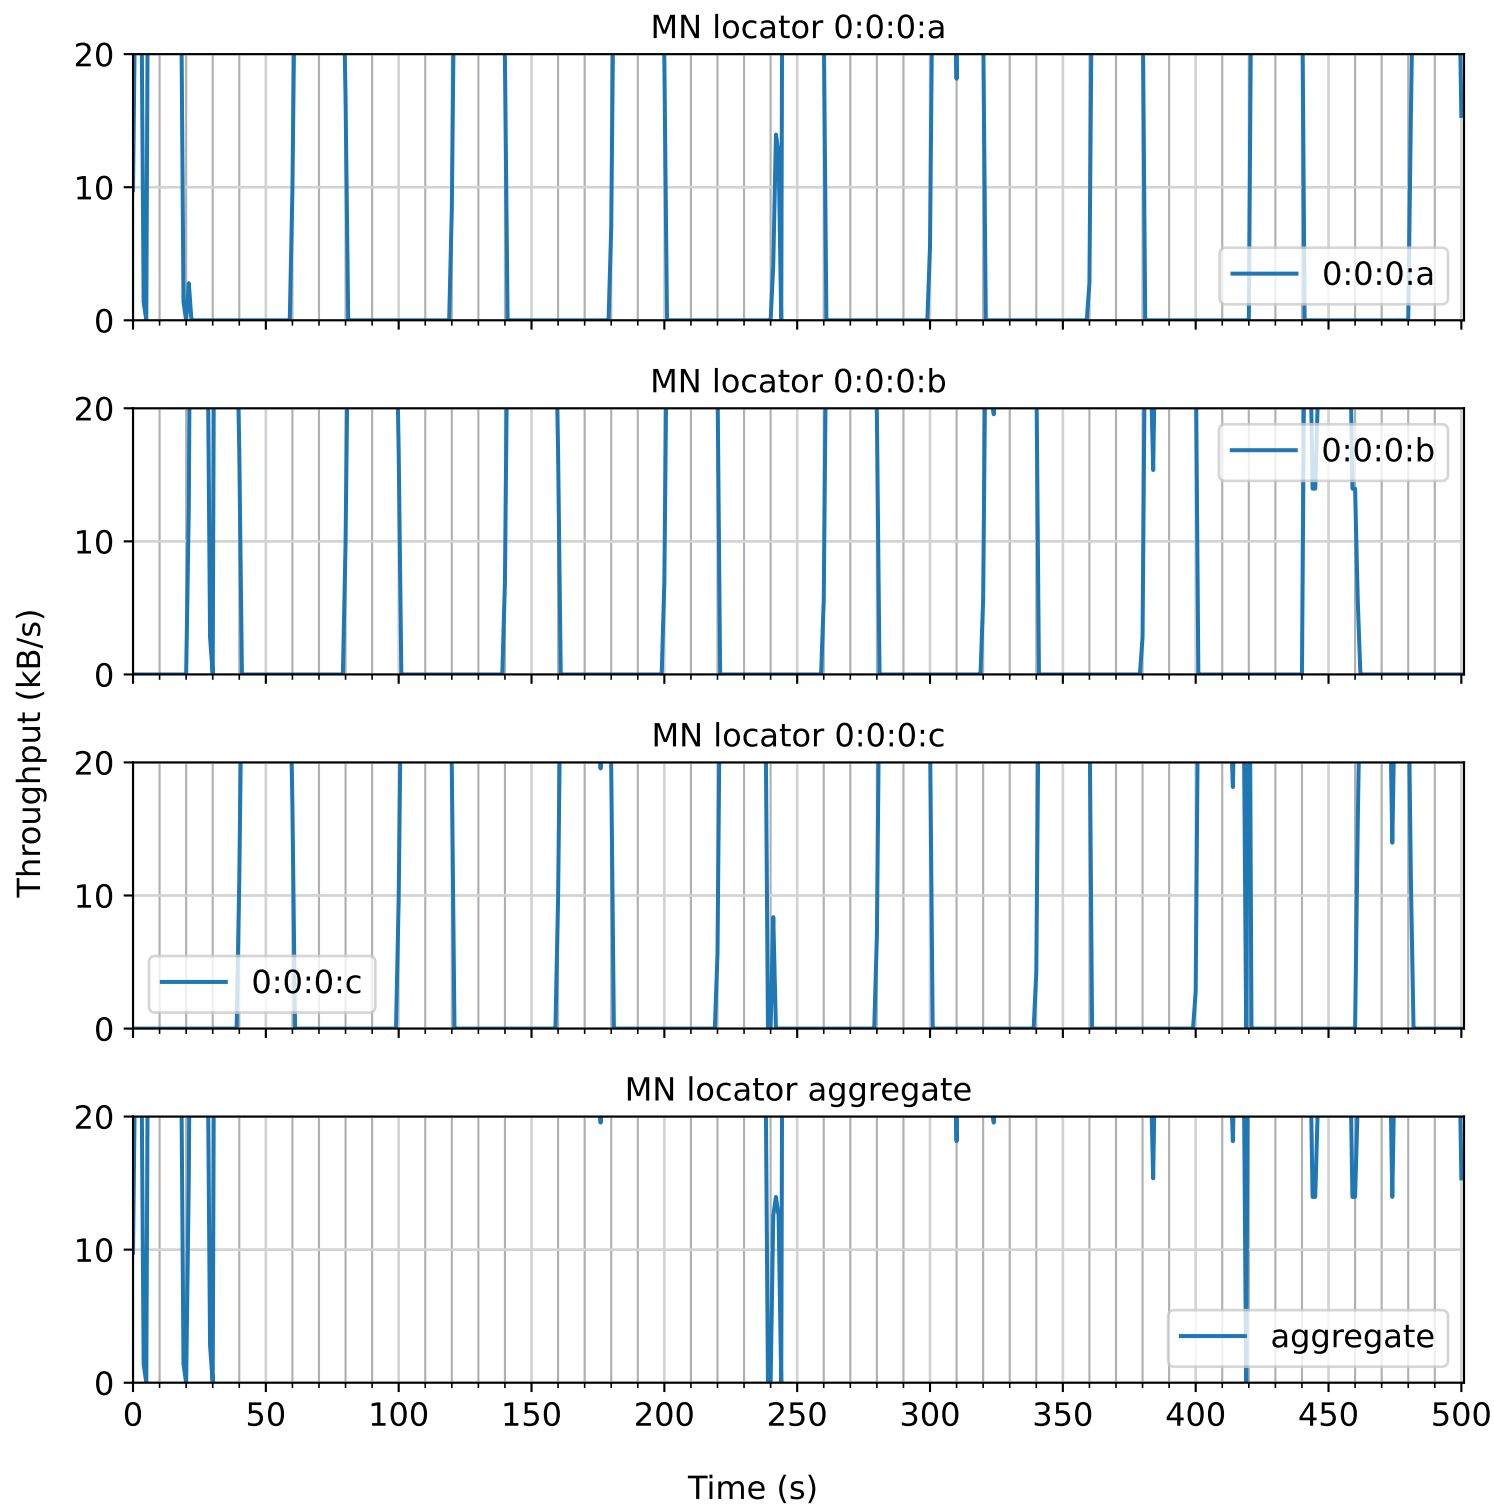 MN locator 0:0:0:a
20
10
0
0:0:0:a
MN locator 0:0:0:b
20
10
0
0:0:0:b
MN locator 0:0:0:c
20
10
0
0:0:0:c
Throughput (kB/s)
MN locator aggregate
20
10
0
aggregate
0 50 100 150 200 250 300 350 400 450 500
Time (s)